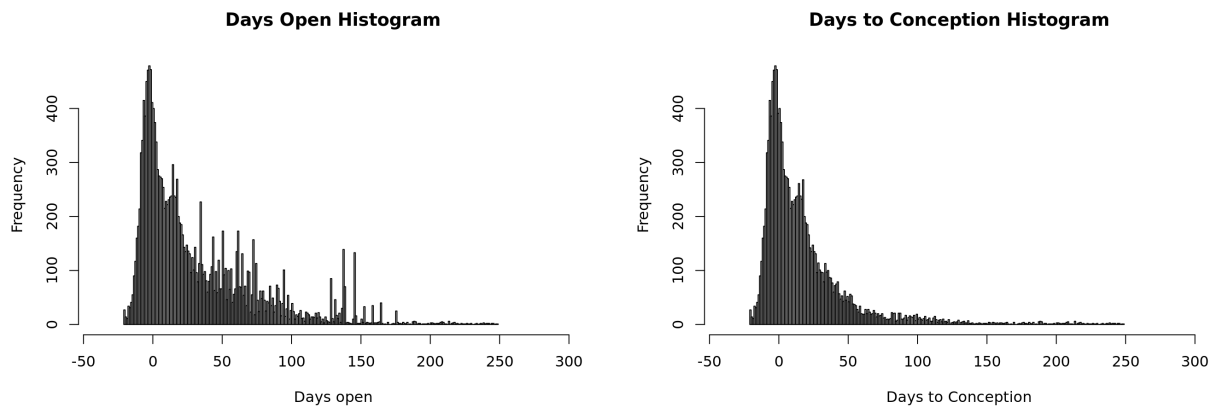 Days Open Histogram
Frequency
400
300
200
100
0
-50 0 50 100 150 200 250 300
Days open
Days to Conception Histogram
Frequency
400
300
200
100
0
-50 0 50 100 150 200 250 300
Days to Conception